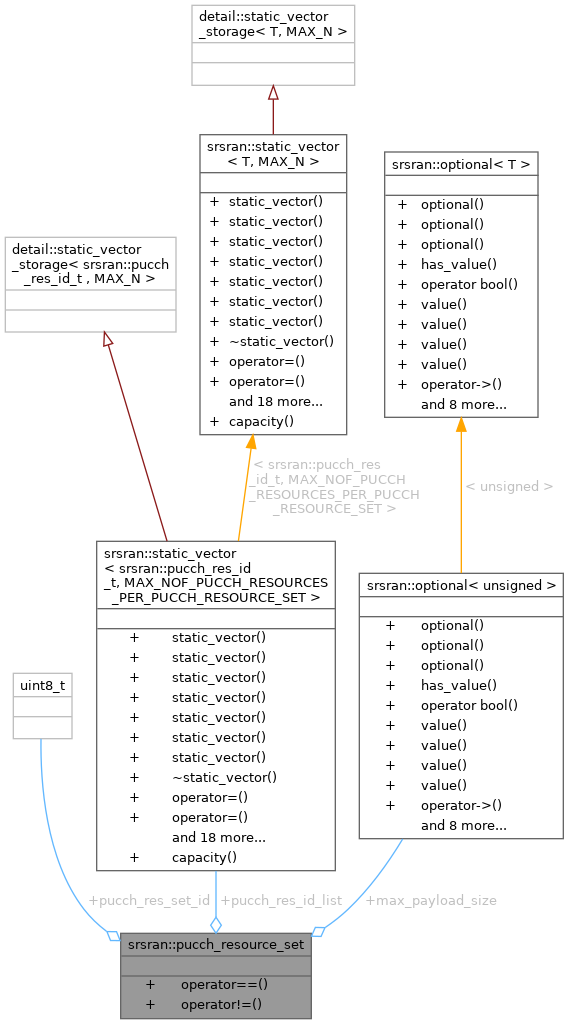 detail::static_vector
_storage< T, MAX_N >
srsran::static_vector
< T, MAX_N >
+ static_vector()
+ static_vector()
+ static_vector()
+ static_vector()
+ static_vector()
+ static_vector()
+ static_vector()
+ ~static_vector()
+ operator=()
+ operator=()
and 18 more...
+ capacity()
srsran::optional< T >
+ optional()
+ optional()
+ optional()
+ has_value()
+ operator bool()
+ value()
+ value()
+ value()
+ value()
+ operator->()
and 8 more...
detail::static_vector
_storage< srsran::pucch
_res_id_t , MAX_N >
< srsran::pucch_res
_id_t, MAX_NOF_PUCCH
_RESOURCES_PER_PUCCH
_RESOURCE_SET >
< unsigned >
srsran::static_vector
< srsran::pucch_res_id
_t, MAX_NOF_PUCCH_RESOURCES
_PER_PUCCH_RESOURCE_SET >
+ static_vector()
+ static_vector()
+ static_vector()
+ static_vector()
+ static_vector()
+ static_vector()
+ static_vector()
+ ~static_vector()
+ operator=()
+ operator=()
and 18 more...
+ capacity()
srsran::optional< unsigned >
+ optional()
+ optional()
+ optional()
+ has_value()
+ operator bool()
+ value()
+ value()
+ value()
+ value()
+ operator->()
and 8 more...
uint8_t
+pucch_res_set_id
+pucch_res_id_list
+max_payload_size
srsran::pucch_resource_set
+ operator==()
+ operator!=()